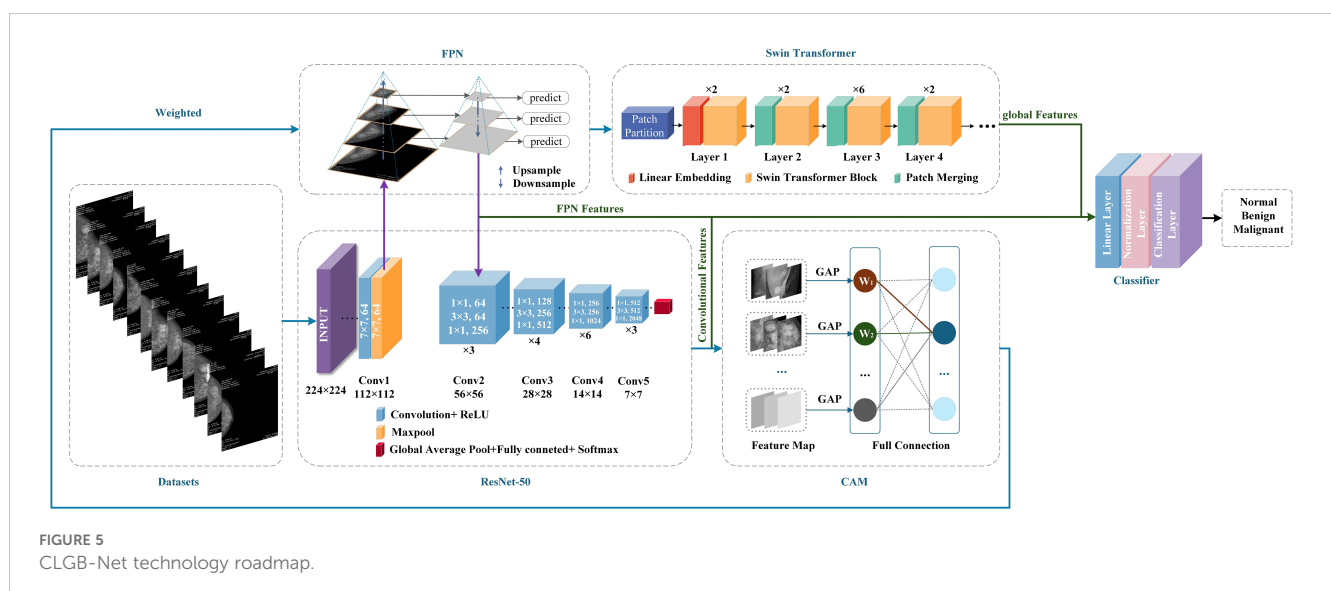 FPN
Swin Transformer
Weighted
predict
predict
predict
Upsample
Downsample
Patch
Partition
×2
×2
×6
×2
Layer 1
Layer 2
Layer 3
Layer 4
Linear Embedding
Swin Transformer Block
Patch Merging
global Features
FPN Features
Convolutional Features
Linear Layer
Normalization
Layer
Classification
Layer
Classifier
Normal
Benign
Malignant
INPUT
7×7, 64
7×7, 64
1×1, 64
3×3, 64
1×1, 256
×3
1×1, 128
3×3, 256
1×1, 512
×4
1×1, 256
3×3, 256
1×1, 1024
×6
1×1, 512
3×3, 512
1×1, 2048
×3
224×224
Conv1
112×112
Conv2
56×56
Conv3
28×28
Conv4
14×14
Conv5
7×7
Convolution+ ReLU
Maxpool
Global Average Pool+Fully conneted+ Softmax
GAP
W₁
GAP
W₂
...
...
...
GAP
Feature Map
Full Connection
Datasets
ResNet-50
CAM
FIGURE 5
CLGB-Net technology roadmap.